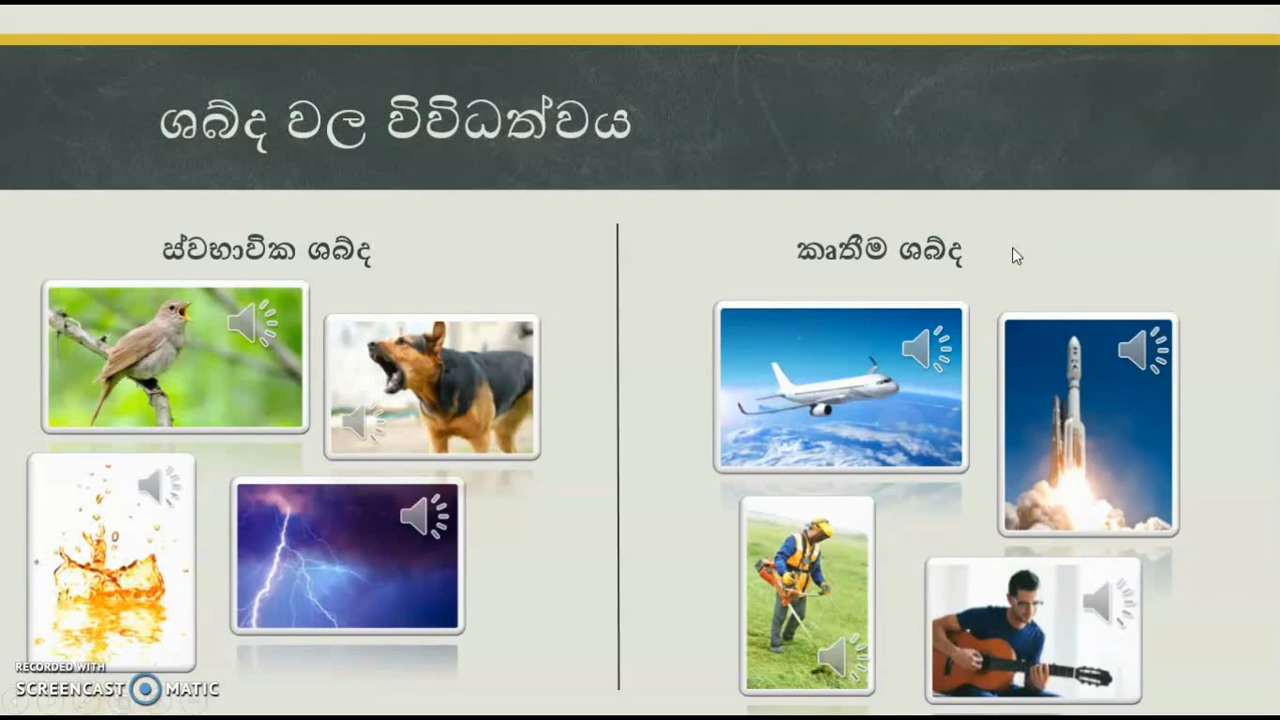 ශබ්ද වල විවිධත්වය
ස්වභාවික ශබ්ද
කෘතීම ශබ්ද
RECORDED WITH
SCREENCAST MATIC